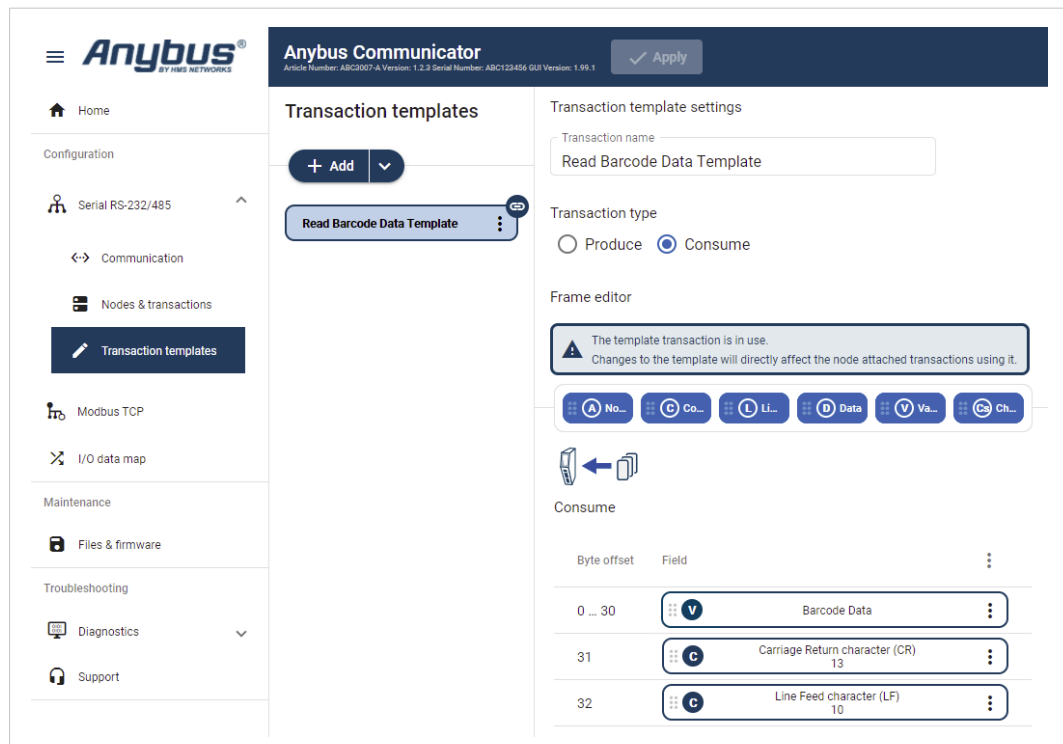 Anybus®
BY HMS NETWORKS
Anybus Communicator
Article Number: ABC3007-A Version: 1.2.3 Serial Number: ABC123456 GUI Version: 1.99.1
Apply
Home
Configuration
Serial RS-232/485
Communication
Nodes & transactions
Transaction templates
Modbus TCP
I/O data map
Maintenance
Files & firmware
Troubleshooting
Diagnostics
Support
Transaction templates
+ Add
Read Barcode Data Template
Transaction template settings
Transaction name
Read Barcode Data Template
Transaction type
Produce Consume
Frame editor
The template transaction is in use.
Changes to the template will directly affect the node attached transactions using it.
A No... C Co... L Li... D Data V Va... Cs Ch...
Consume
Byte offset Field
0 ... 30 V Barcode Data
31 C Carriage Return character (CR)
13
32 C Line Feed character (LF)
10